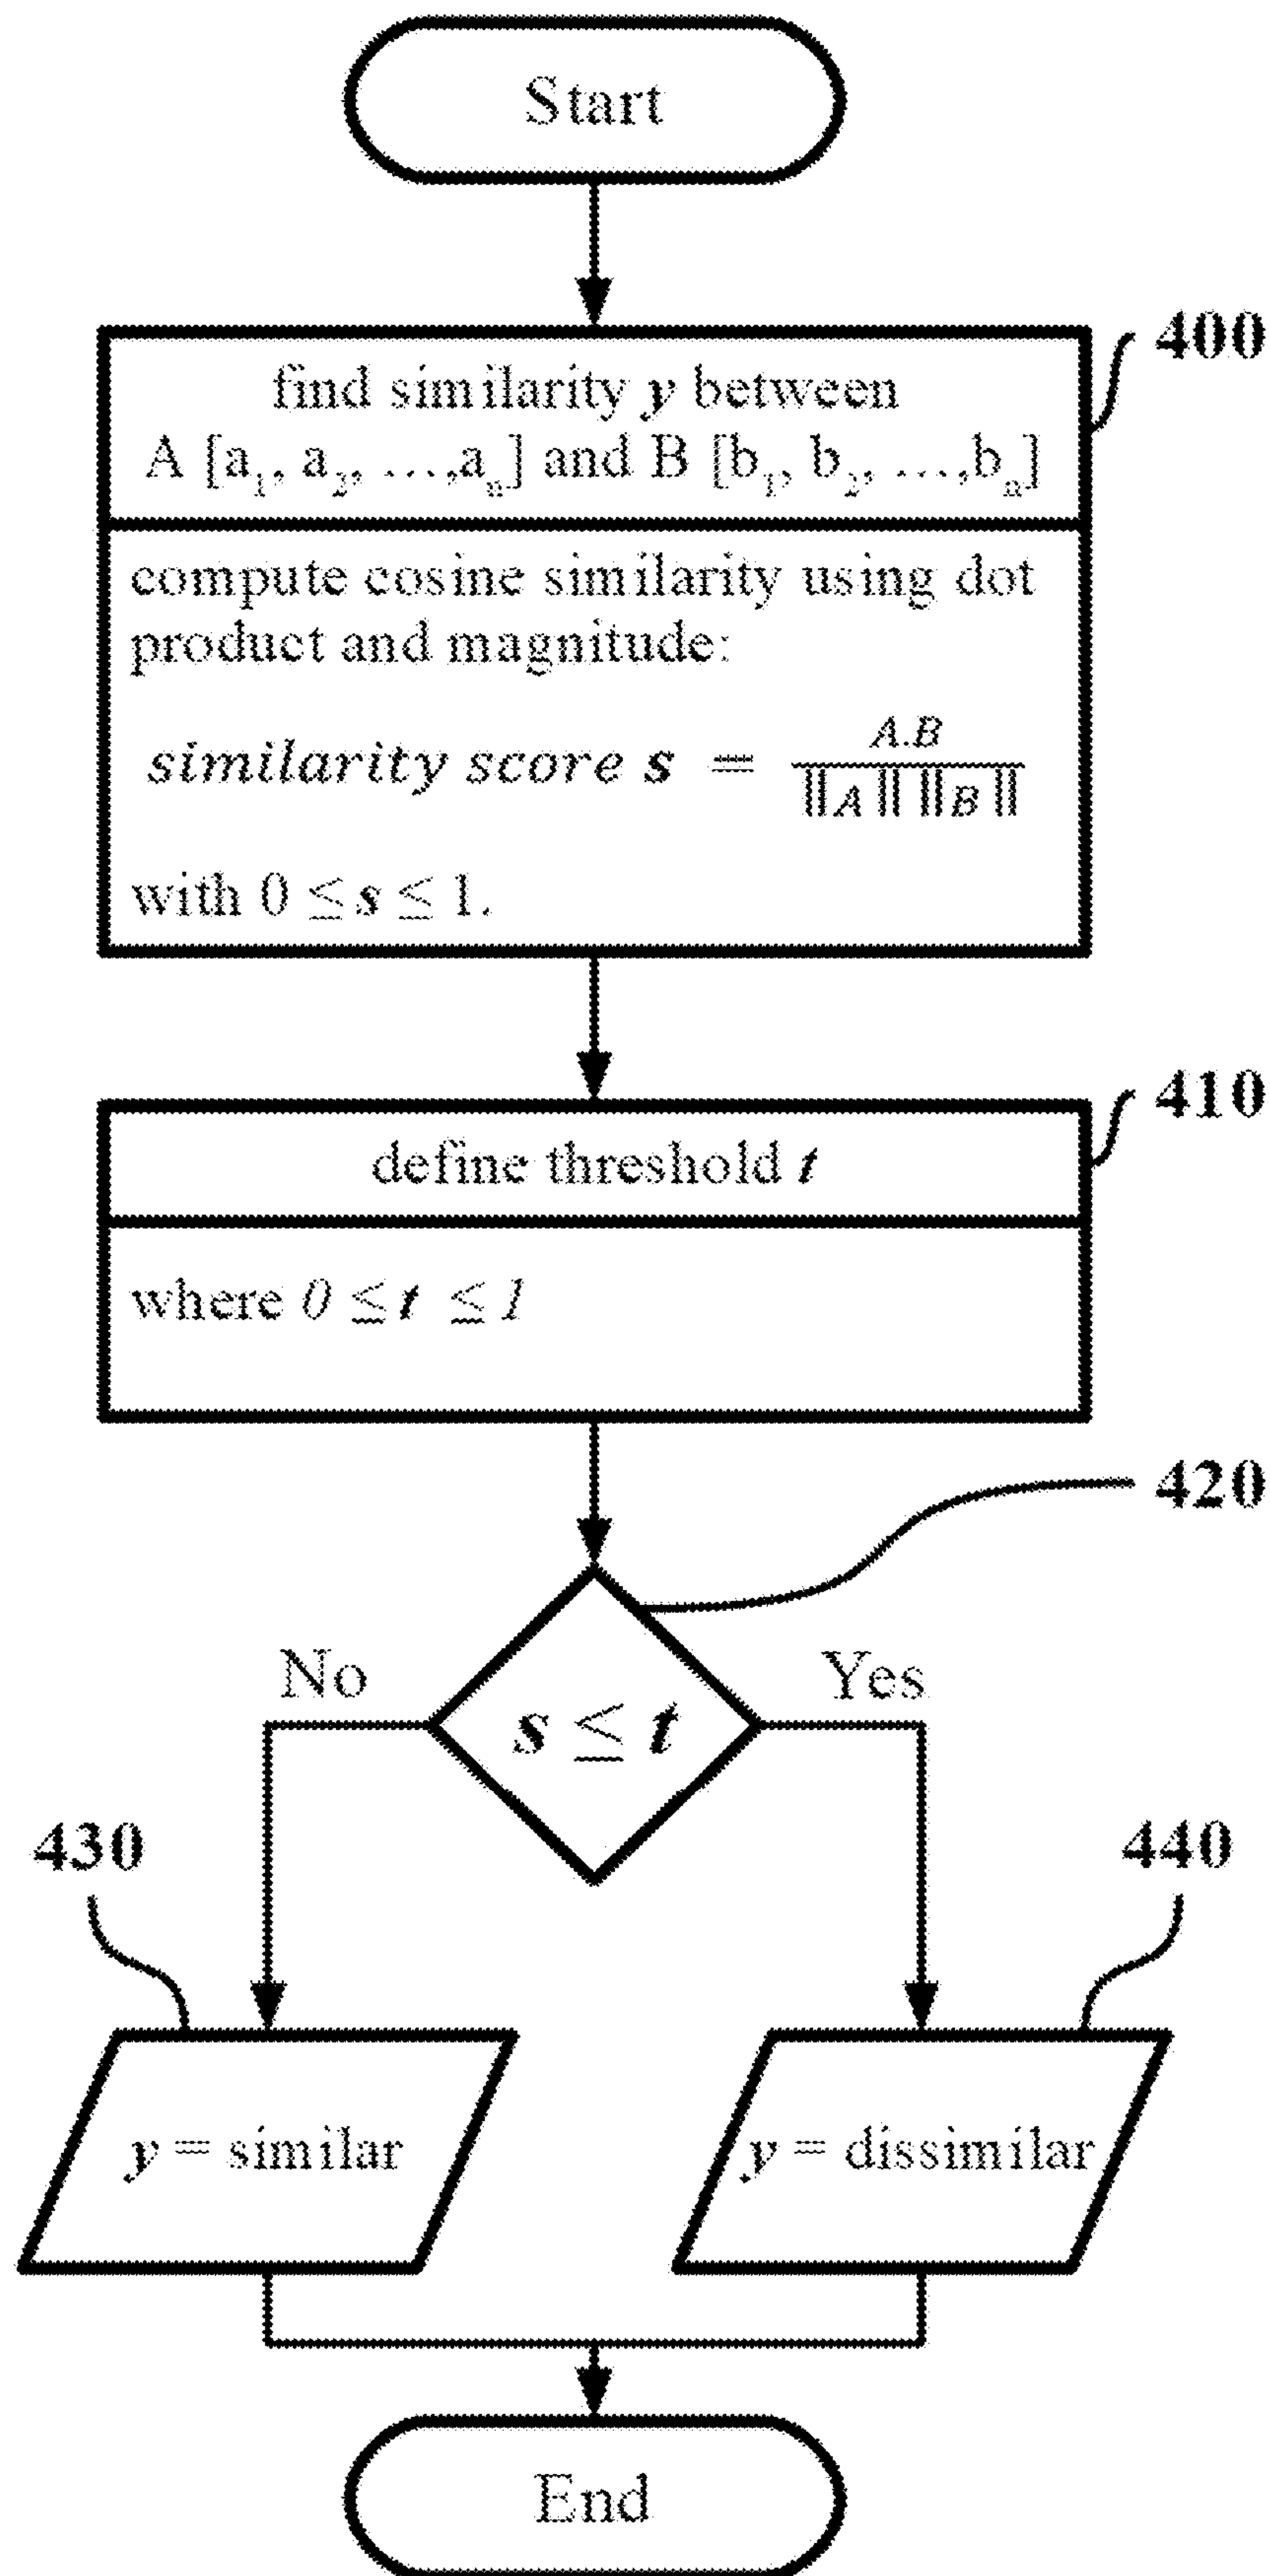 Start
400
find similarity y between
A [a₁, a₂, …,aₙ] and B [b₁, b₂, …,bₙ]
compute cosine similarity using dot
product and magnitude:
similarity score s = A.B / ‖A‖ ‖B‖
with 0 ≤ s ≤ 1.
410
define threshold t
where 0 ≤ t ≤ 1
420
No
Yes
s ≤ t
430
440
y = similar
y = dissimilar
End